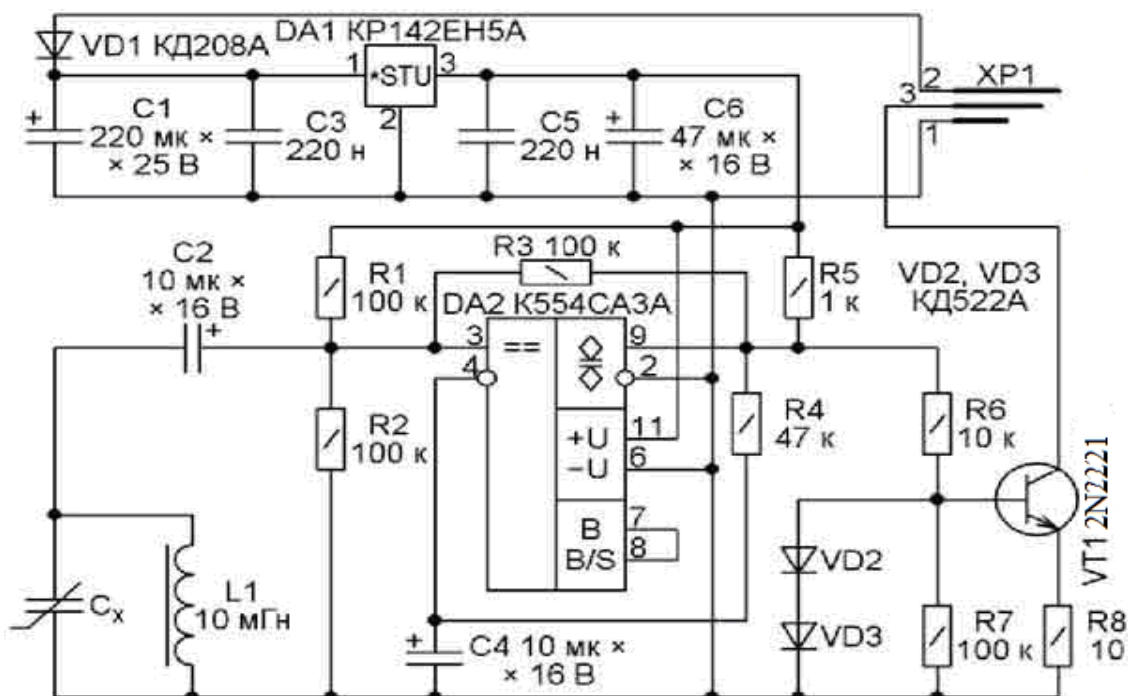 VD1 КД208А
DA1 КР142ЕН5А
1
*STU
3
2
+
C1
220 мк ×
× 25 В
C3
220 н
C5
220 н
+
C6
47 мк ×
× 16 В
2
3
1
XP1
C2
10 мк ×
× 16 В
+
R1
100 к
R3 100 к
R5
1 к
VD2, VD3
КД522А
DA2 К554СА3А
3
4
==
9
2
R2
100 к
+U
-U
11
6
R4
47 к
R6
10 к
B
B/S
7
8
VT1 2N2221
VD2
VD3
Cx
L1
10 мГн
+
C4 10 мк ×
× 16 В
R7
100 к
R8
10